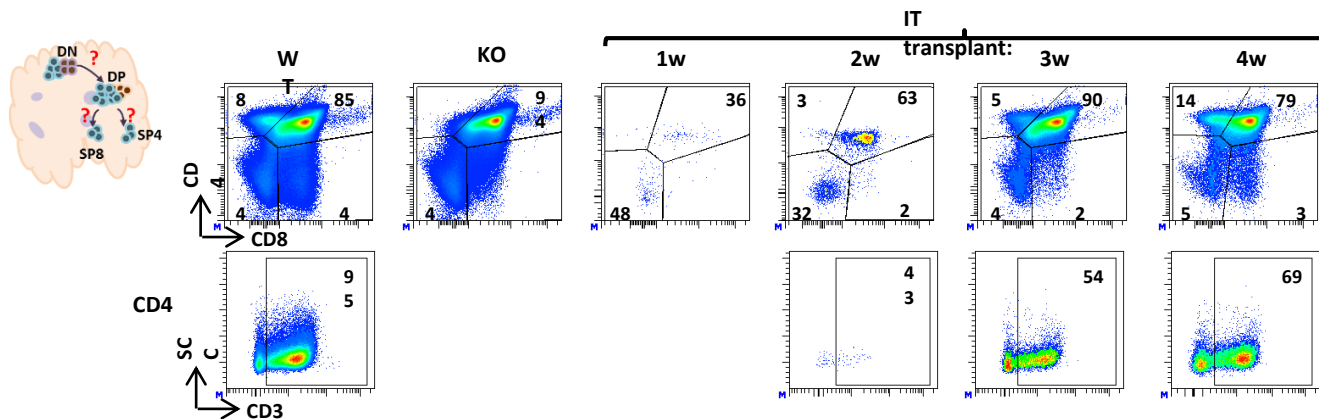 IT
transplant:
W
T
KO
1w
2w
3w
4w
DN
?
DP
?
?
SP4
SP8
8
85
4
4
9
4
4
36
48
3
63
32
2
5
90
4
2
14
79
5
3
CD
4
CD8
M
M
M
M
M
M
CD4
9
5
4
3
54
69
SC
C
CD3
M
M
M
M